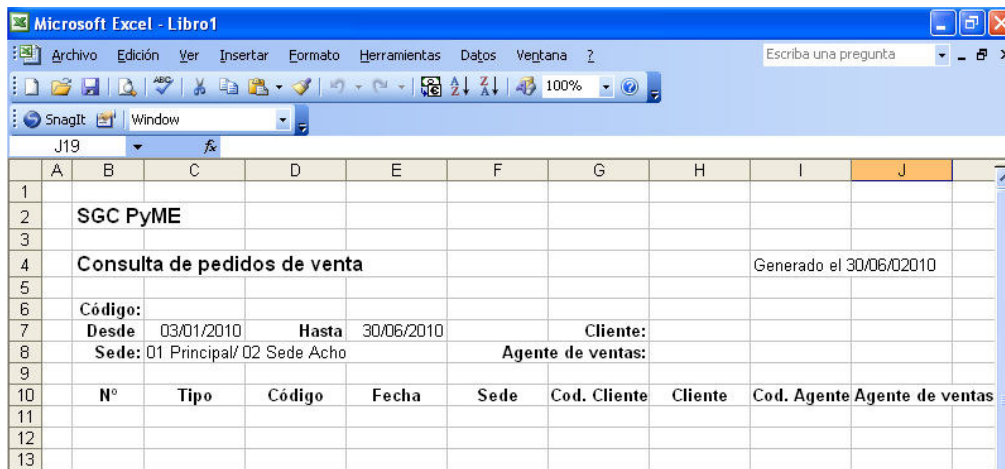 Microsoft Excel - Libro1
Archivo Edición Ver Insertar Formato Herramientas Datos Ventana ? Escriba una pregunta
ABC 100%
SnagIt Window
J19 fx
A B C D E F G H I J
1
2 SGC PyME
3
4 Consulta de pedidos de venta Generado el 30/06/02010
5
6 Código:
7 Desde 03/01/2010 Hasta 30/06/2010 Cliente:
8 Sede: 01 Principal/ 02 Sede Acho Agente de ventas:
9
10 Nº Tipo Código Fecha Sede Cod. Cliente Cliente Cod. Agente Agente de ventas
11
12
13